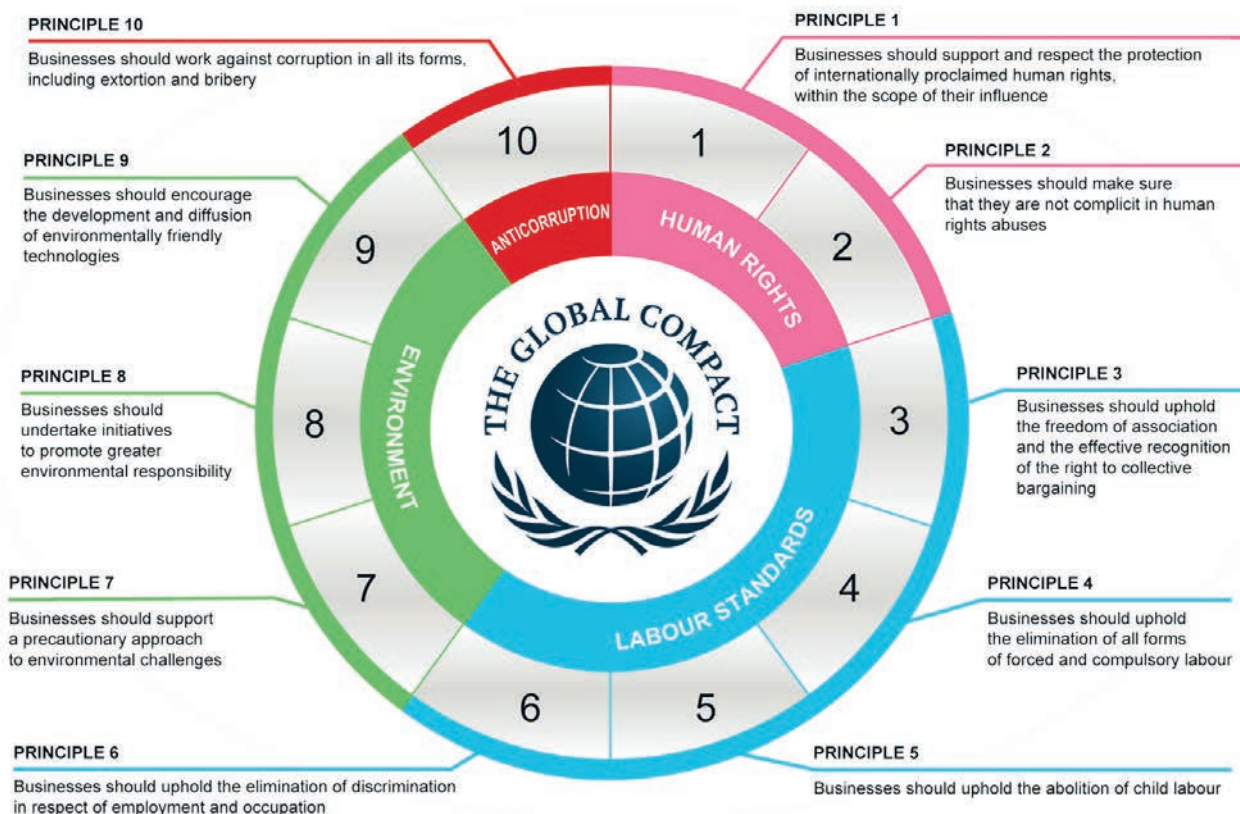 PRINCIPLE 10
Businesses should work against corruption in all its forms,
including extortion and bribery
PRINCIPLE 1
Businesses should support and respect the protection
of internationally proclaimed human rights,
within the scope of their influence
PRINCIPLE 9
Businesses should encourage
the development and diffusion
of environmentally friendly
technologies
PRINCIPLE 2
Businesses should make sure
that they are not complicit in human
rights abuses
PRINCIPLE 8
Businesses should
undertake initiatives
to promote greater
environmental responsibility
PRINCIPLE 3
Businesses should uphold
the freedom of association
and the effective recognition
of the right to collective
bargaining
PRINCIPLE 7
Businesses should support
a precautionary approach
to environmental challenges
PRINCIPLE 4
Businesses should uphold
the elimination of all forms
of forced and compulsory labour
PRINCIPLE 6
Businesses should uphold the elimination of discrimination
in respect of employment and occupation
PRINCIPLE 5
Businesses should uphold the abolition of child labour
10
1
2
3
4
5
6
7
8
9
ANTICORRUPTION
HUMAN RIGHTS
LABOUR STANDARDS
ENVIRONMENT
THE GLOBAL COMPACT